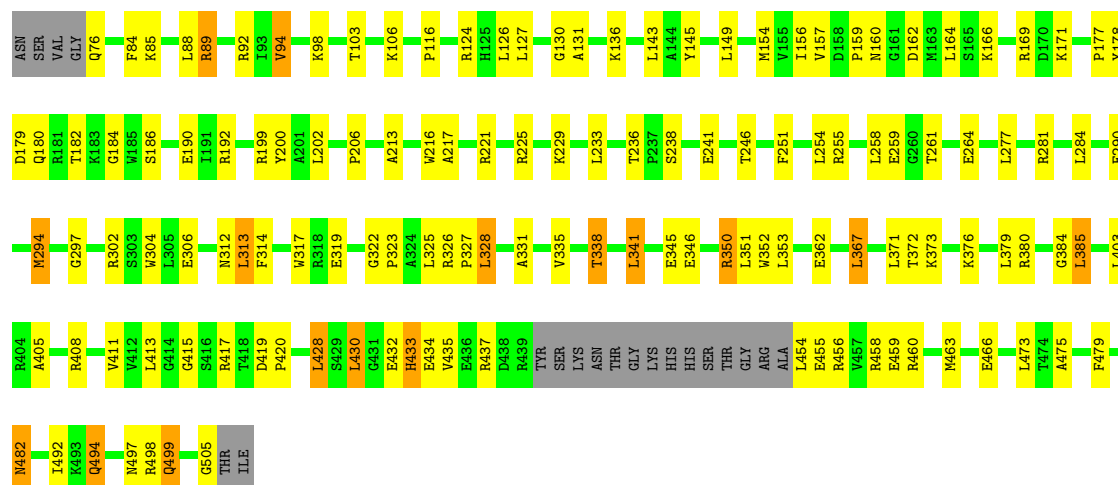 ASN SER VAL GLY Q76 F84 K85 L88 R89 R92 I93 V94 K98 T103 K106 P116 R124 H125 L126 L127 G130 A131 K136 L143 A144 Y145 L149 M154 V155 I156 V157 D158 P159 N160 G161 D162 M163 L164 S165 K166 R169 D170 K171 P177 Y178
D179 Q180 R181 T182 K183 G184 W185 S186 E190 I191 R192 R199 Y200 A201 L202 P206 A213 W216 A217 R221 R225 K229 L233 T236 P237 S238 E241 T246 F251 L254 R255 L258 E259 G260 T261 E264 L277 R281 L284
M294 G297 R302 S303 W304 L305 E306 N312 L313 F314 W317 R318 E319 G322 P323 A324 L325 R326 P327 L328 A331 V335 T338 L341 E345 E346 R350 L351 W352 L353 E362 L367 L371 T372 K373 K376 L379 R380 G384 L385 L403
R404 A405 R408 V411 V412 L413 G414 G415 S416 R417 T418 D419 P420 L428 S429 L430 G431 E432 H433 E434 V435 E436 R437 D438 R439 TYR SER LYS ASN THR GLY LYS HIS HIS SER THR GLY ARG ALA L454 E455 R456 V457 R458 E459 R460 M463 E466 L473 T474 A475 F479
N482 I492 K493 Q494 N497 R498 Q499 G505 THR ILE